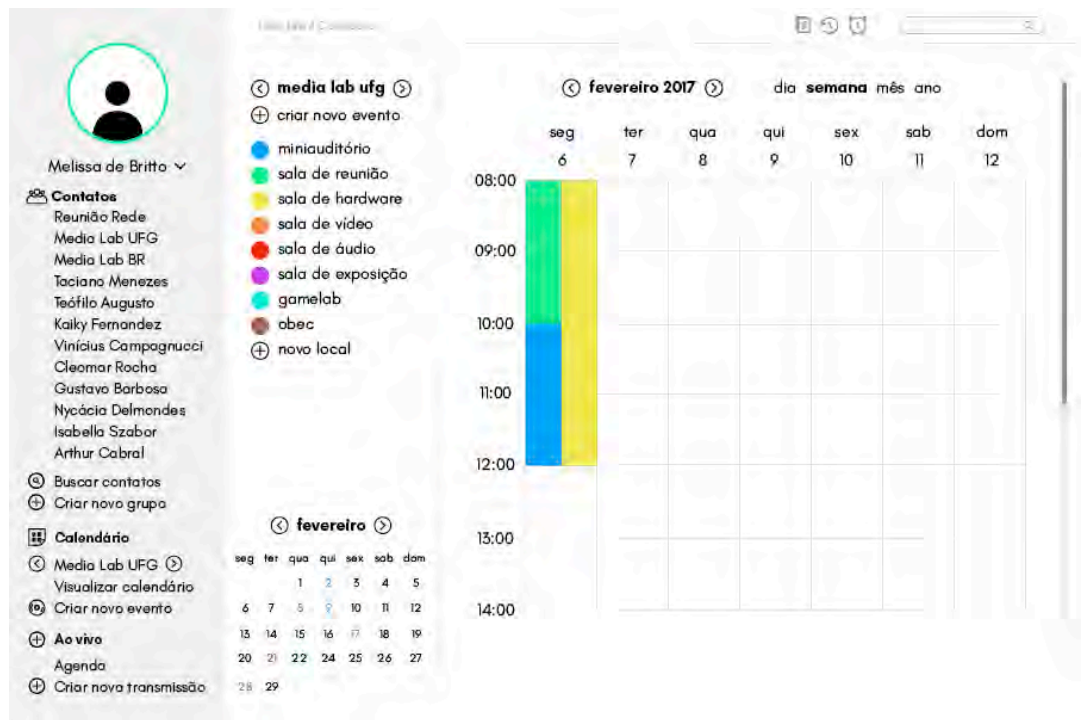 Melissa de Britto
Contatos
Reunião Rede
Media Lab UFG
Media Lab BR
Taciano Menezes
Teófilo Augusto
Kaiky Fernandez
Vinícius Campagnucci
Cleomar Rocha
Gustavo Barbosa
Nycácia Delmondes
Isabella Szabor
Arthur Cabral
Buscar contatos
Criar novo grupo
Calendário
Media Lab UFG
Visualizar calendário
Criar novo evento
Ao vivo
Agenda
Criar nova transmissão
media lab ufg
criar novo evento
miniauditório
sala de reunião
sala de hardware
sala de vídeo
sala de áudio
sala de exposição
gamelab
obec
novo local
fevereiro
seg ter qua qui sex sab dom
1 2 3 4 5
6 7 8 9 10 11 12
13 14 15 16 17 18 19
20 21 22 24 25 26 27
28 29
fevereiro 2017
dia semana mês ano
seg ter qua qui sex sab dom
6 7 8 9 10 11 12
08:00
09:00
10:00
11:00
12:00
13:00
14:00